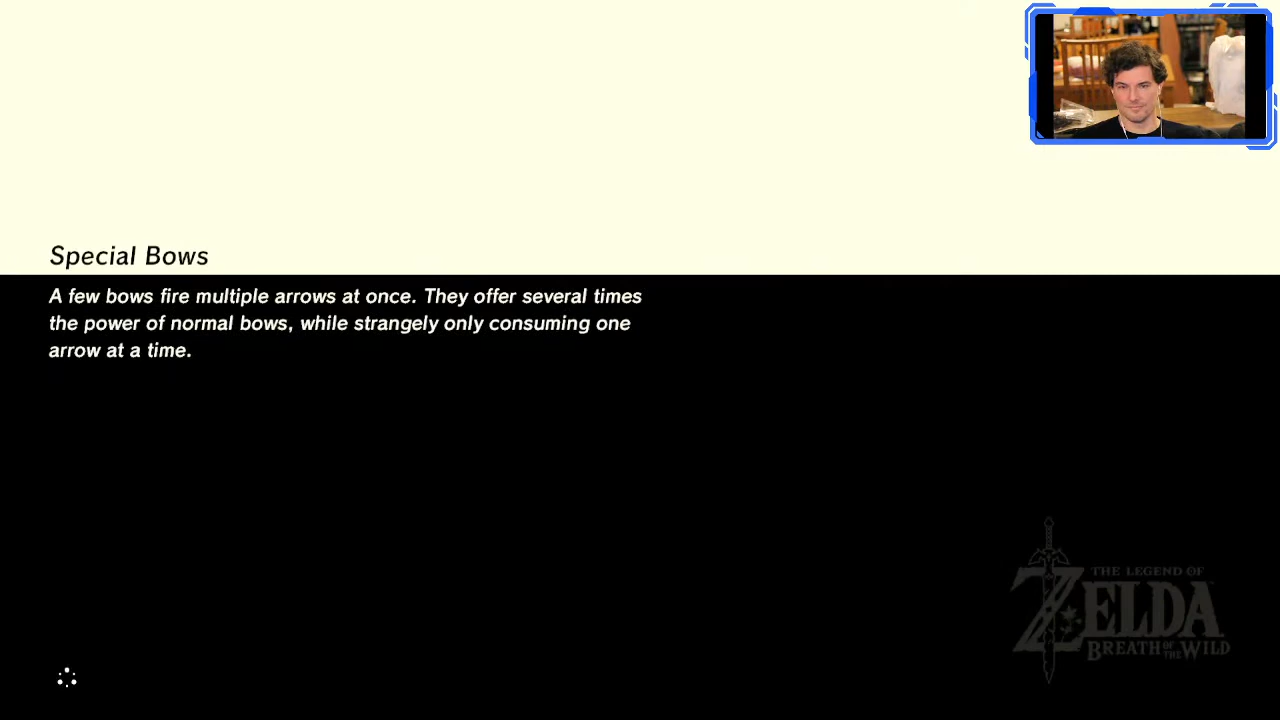 Special Bows
A few bows fire multiple arrows at once. They offer several times
the power of normal bows, while strangely only consuming one
arrow at a time.
THE LEGEND OF
ZELDA
BREATH OF THE WILD